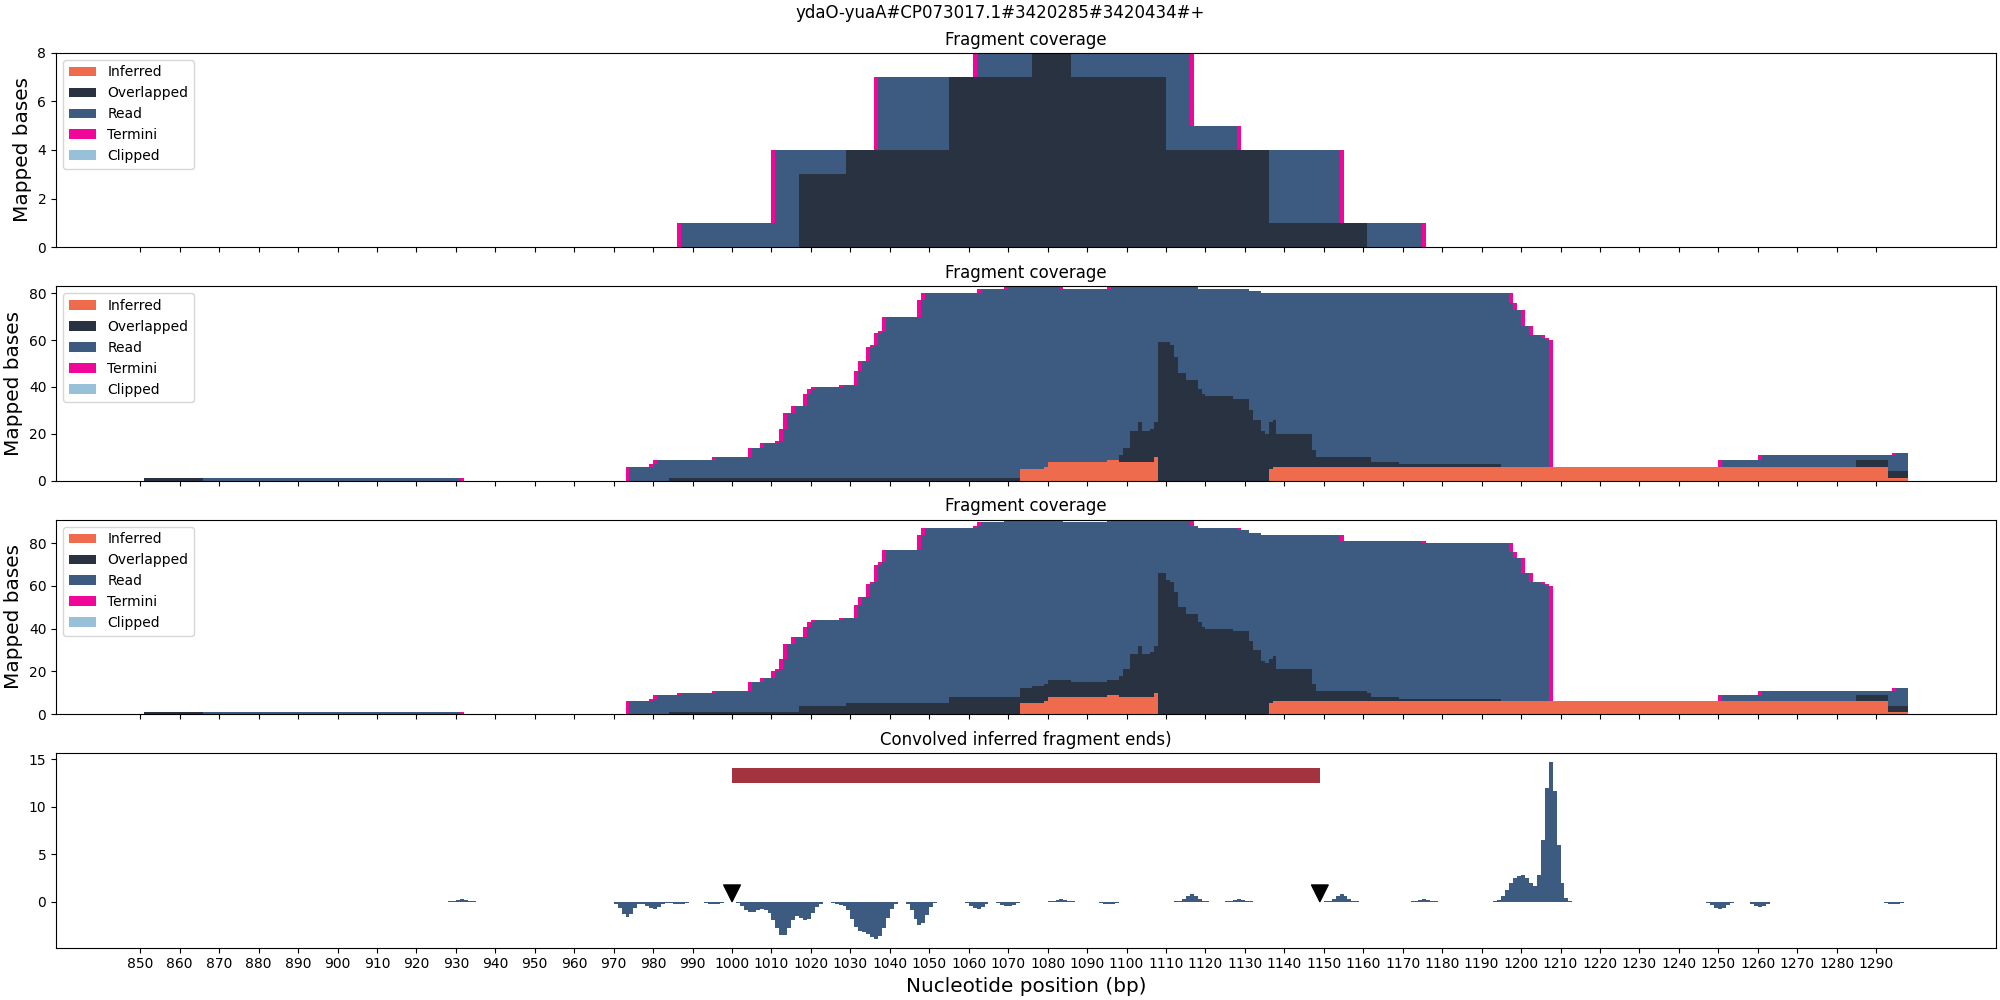 ydaO-yuaA#CP073017.1#3420285#3420434#+
Fragment coverage
Mapped bases
8
6
4
2
0
Inferred
Overlapped
Read
Termini
Clipped
Fragment coverage
Mapped bases
80
60
40
20
0
Inferred
Overlapped
Read
Termini
Clipped
Fragment coverage
Mapped bases
80
60
40
20
0
Inferred
Overlapped
Read
Termini
Clipped
Convolved inferred fragment ends)
15
10
5
0
850 860 870 880 890 900 910 920 930 940 950 960 970 980 990 1000 1010 1020 1030 1040 1050 1060 1070 1080 1090 1100 1110 1120 1130 1140 1150 1160 1170 1180 1190 1200 1210 1220 1230 1240 1250 1260 1270 1280 1290
Nucleotide position (bp)